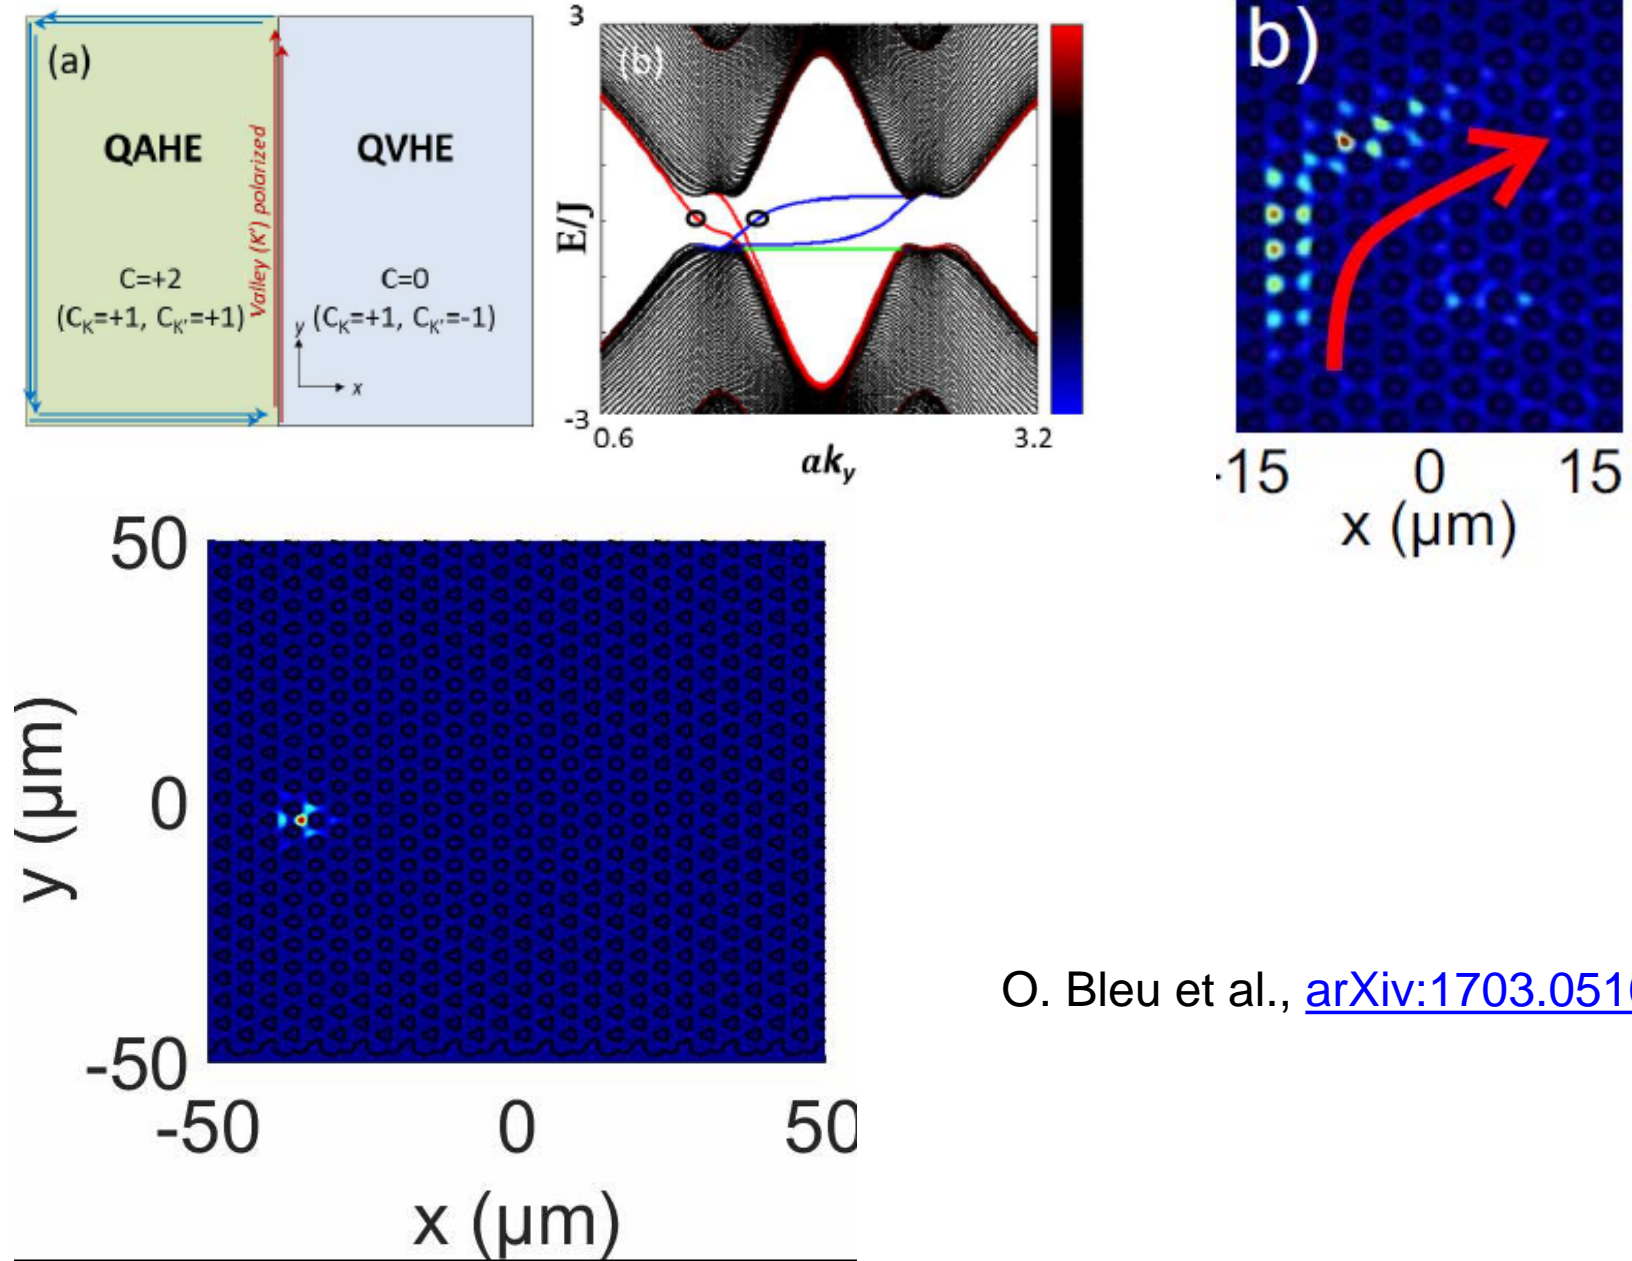 (a)
QAHE
QVHE
Valley (K') polarized
C=+2
(C_K=+1, C_K'=+1)
C=0
(C_K=+1, C_K'=-1)
y
x
3
(b)
E/J
-3
0.6
3.2
ak_y
b)
-15
0
15
x (μm)
50
y (μm)
0
-50
-50
0
50
x (μm)
O. Bleu et al., arXiv:1703.051